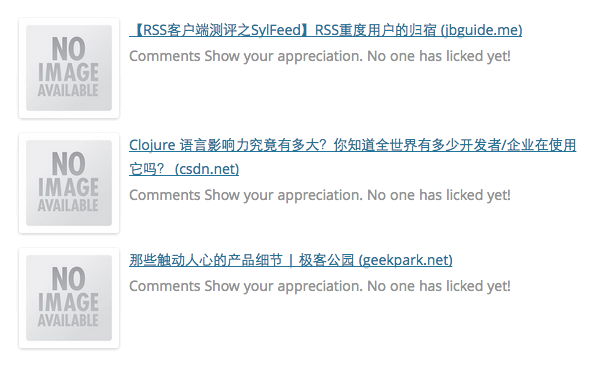 NO
IMAGE
AVAILABLE
【RSS客户端测评之SylFeed】RSS重度用户的归宿 (jbguide.me)
Comments Show your appreciation. No one has licked yet!
NO
IMAGE
AVAILABLE
Clojure 语言影响力究竟有多大？你知道全世界有多少开发者/企业在使用
它吗？ (csdn.net)
Comments Show your appreciation. No one has licked yet!
NO
IMAGE
AVAILABLE
那些触动人心的产品细节 | 极客公园 (geekpark.net)
Comments Show your appreciation. No one has licked yet!